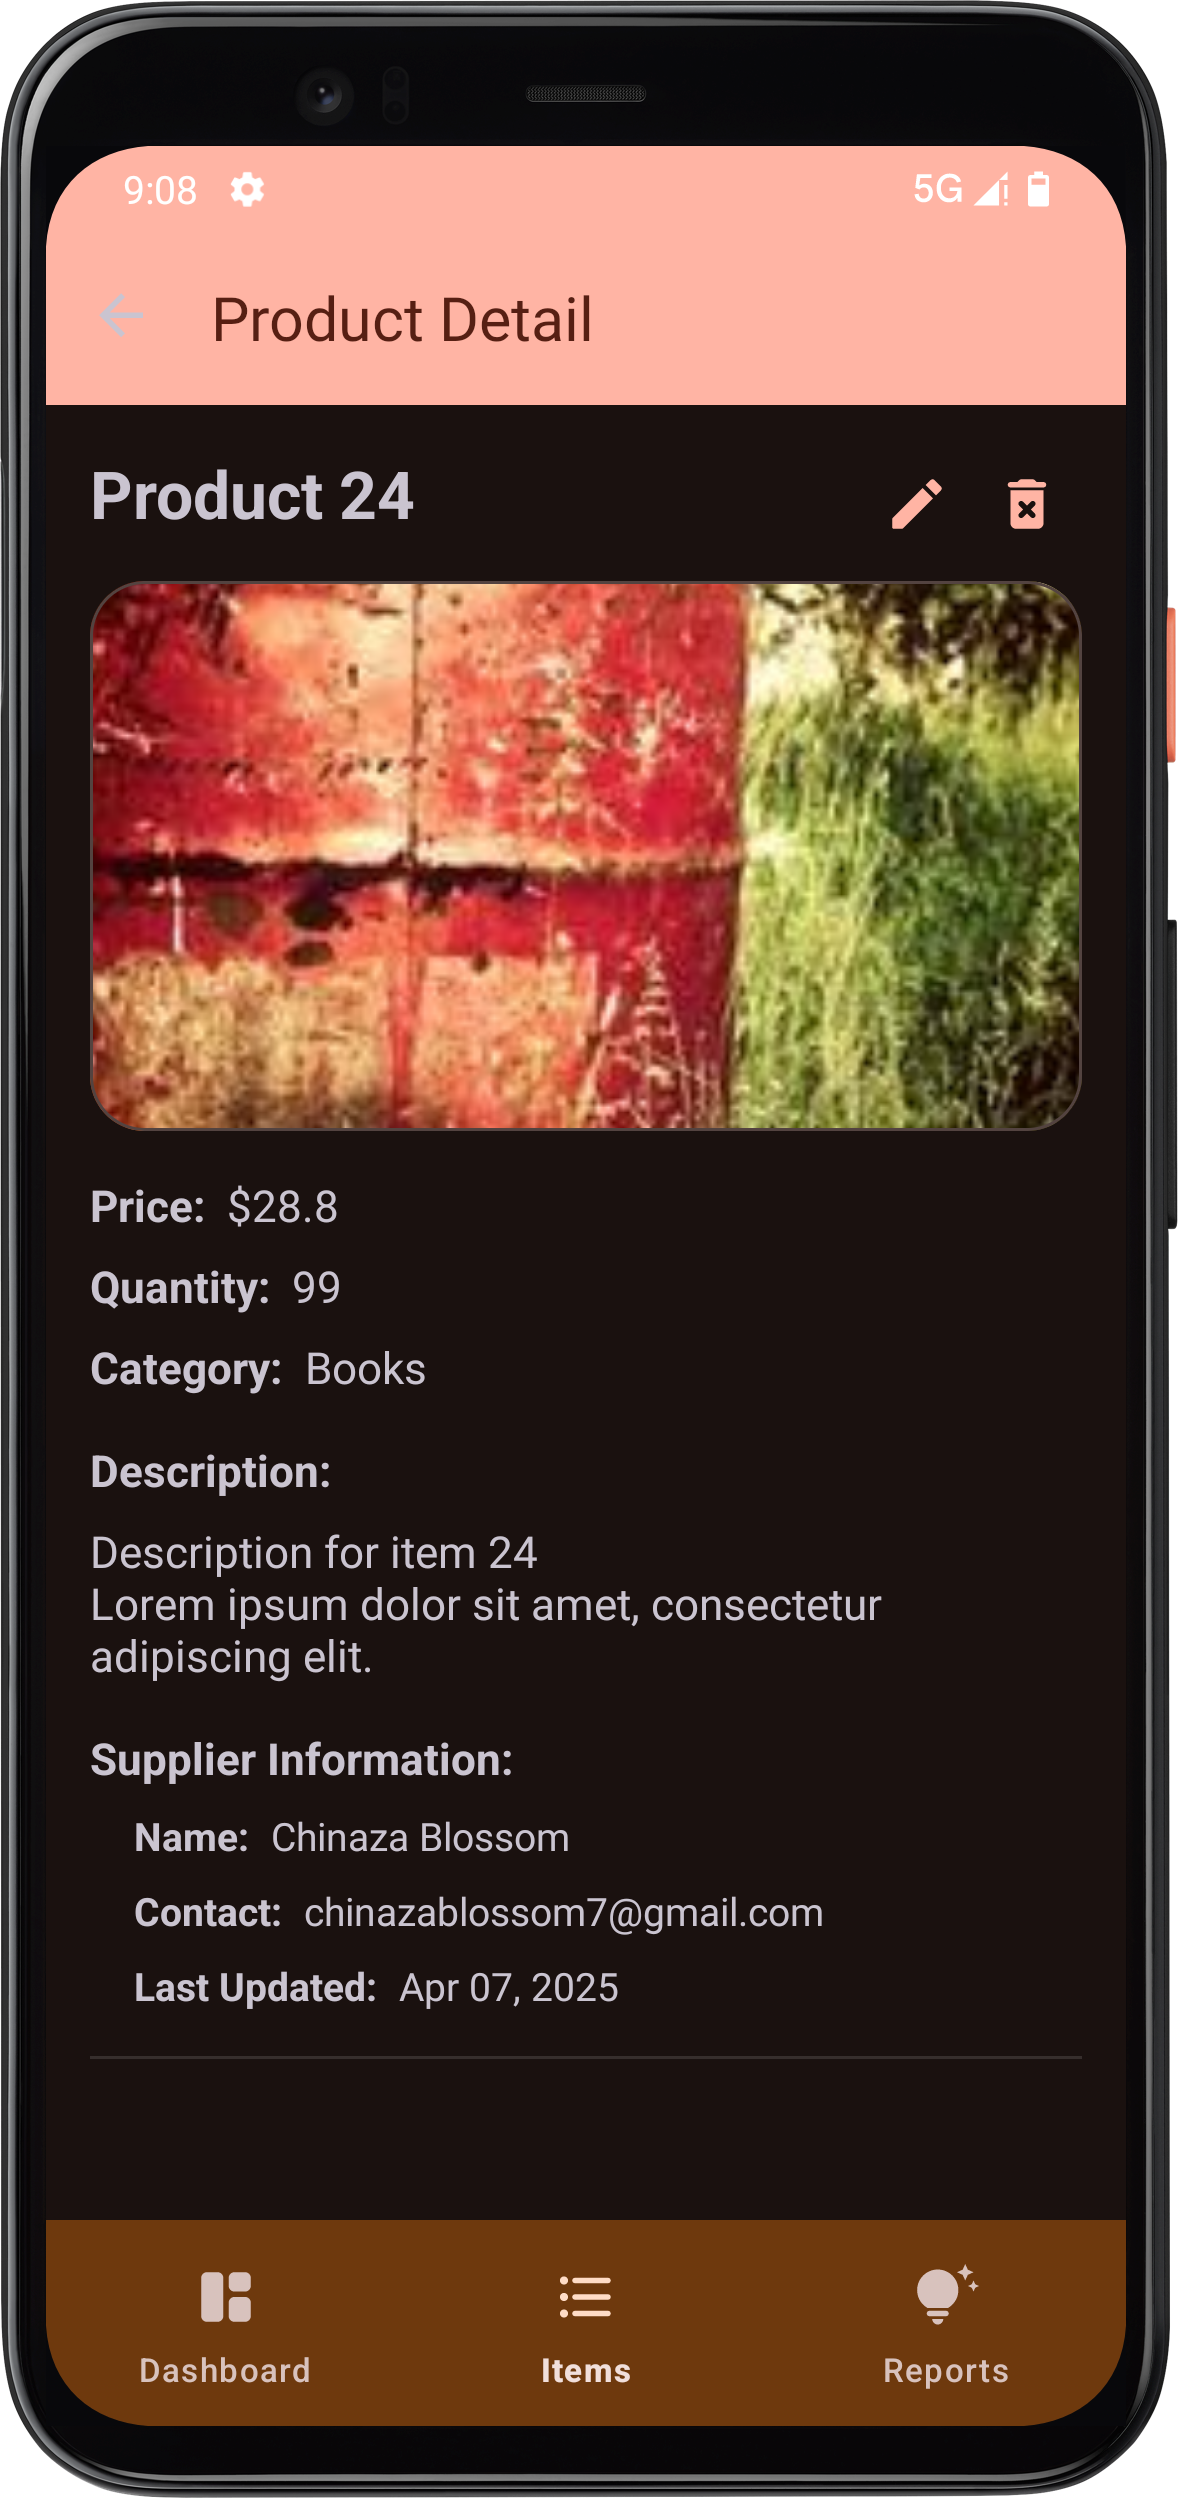 9:08
5G
Product Detail
Product 24
Price: $28.8
Quantity: 99
Category: Books
Description:
Description for item 24
Lorem ipsum dolor sit amet, consectetur
adipiscing elit.
Supplier Information:
Name: Chinaza Blossom
Contact: chinazablossom7@gmail.com
Last Updated: Apr 07, 2025
Dashboard
Items
Reports